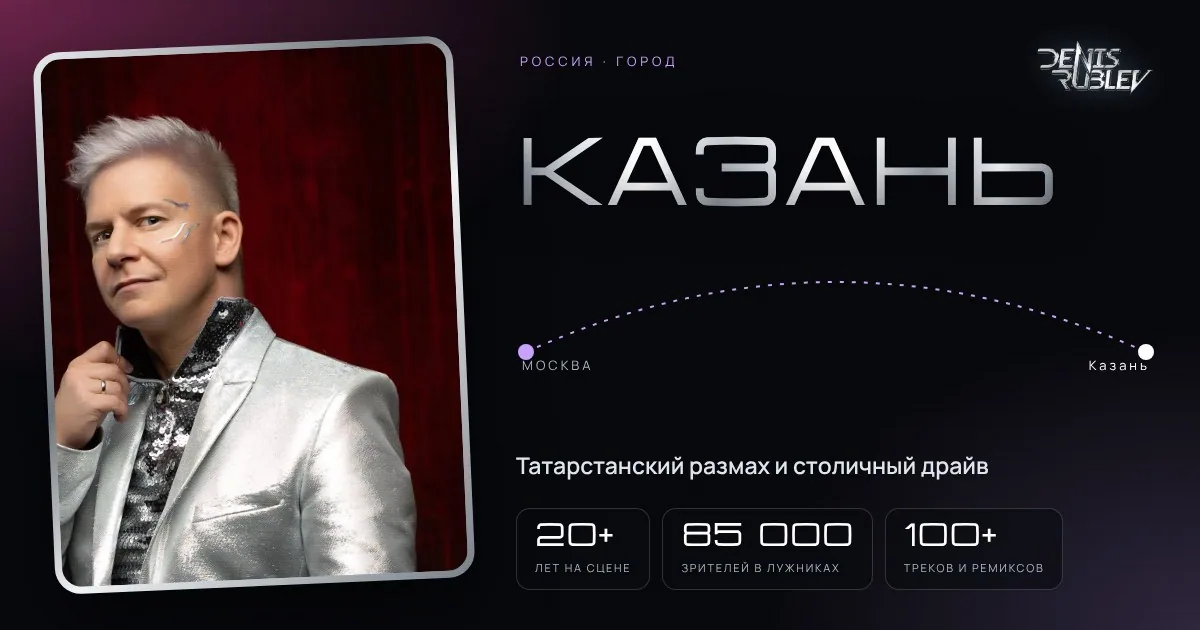 РОССИЯ · ГОРОД
DENIS
RUBLEV
КАЗАНЬ
МОСКВА
Казань
Татарстанский размах и столичный драйв
20+
ЛЕТ НА СЦЕНЕ
85 000
ЗРИТЕЛЕЙ В ЛУЖНИКАХ
100+
ТРЕКОВ И РЕМИКСОВ